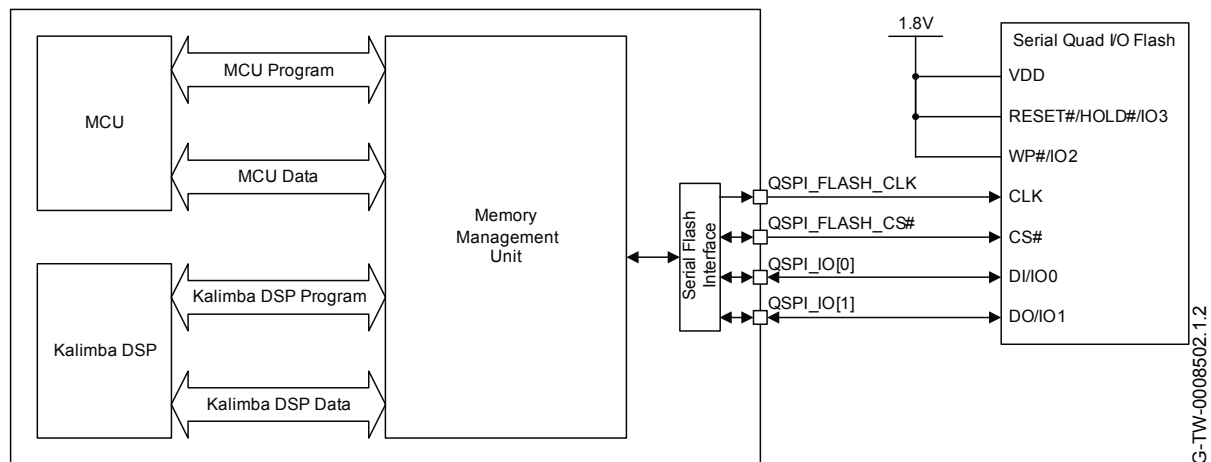 1.8V
Serial Quad I/O Flash
VDD
RESET#/HOLD#/IO3
WP#/IO2
CLK
CS#
DI/IO0
DO/IO1
MCU
MCU Program
MCU Data
Memory
Management
Unit
Kalimba DSP
Kalimba DSP Program
Kalimba DSP Data
Serial Flash
Interface
QSPI_FLASH_CLK
QSPI_FLASH_CS#
QSPI_IO[0]
QSPI_IO[1]
G-TW-0008502.1.2